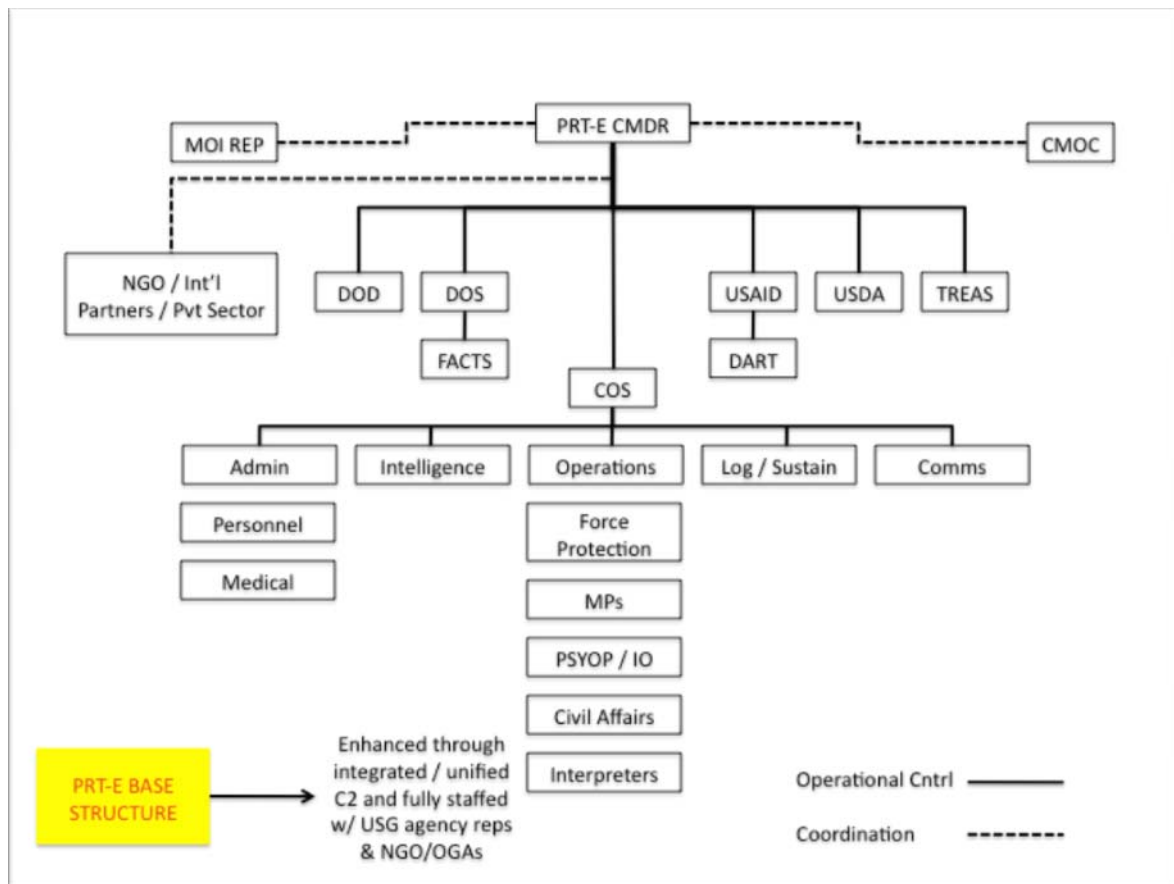 PRT-E CMDR
MOI REP
CMOC
NGO / Int'l
Partners / Pvt Sector
DOD
DOS
USAID
USDA
TREAS
FACTS
DART
COS
Admin
Intelligence
Operations
Log / Sustain
Comms
Personnel
Force
Protection
Medical
MPs
PSYOP / IO
Civil Affairs
Interpreters
PRT-E BASE
STRUCTURE
Enhanced through
integrated / unified
C2 and fully staffed
w/ USG agency reps
& NGO/OGAs
Operational Cntrl
Coordination